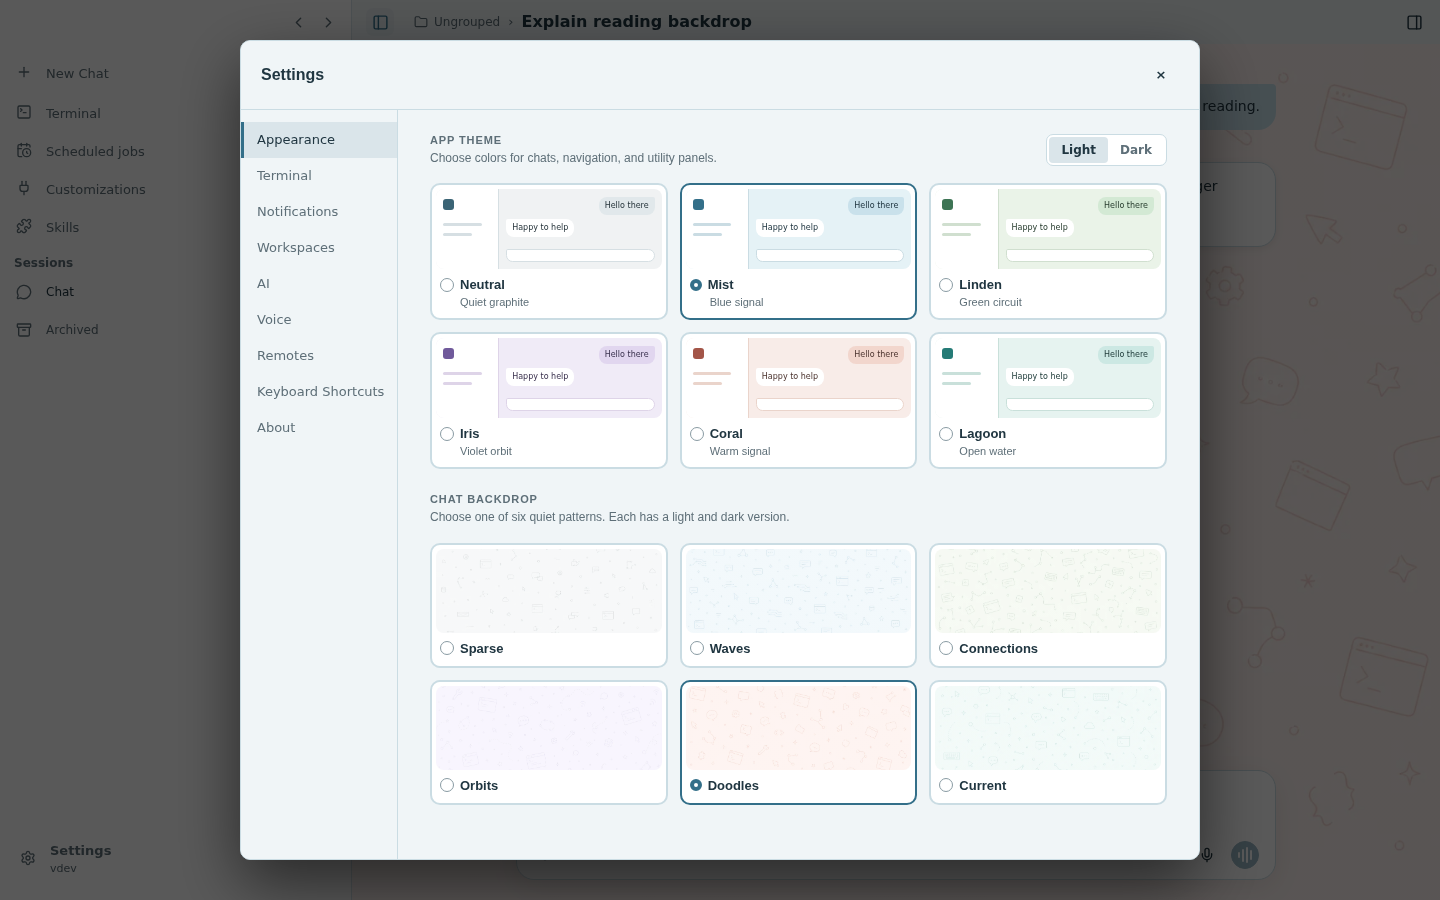 Ungrouped › Explain reading backdrop
New Chat
Terminal
Scheduled jobs
Customizations
Skills
Sessions
Chat
Archived
Settings
vdev
reading.
ger
Settings
×
Appearance
Terminal
Notifications
Workspaces
AI
Voice
Remotes
Keyboard Shortcuts
About
APP THEME
Choose colors for chats, navigation, and utility panels.
Light Dark
Hello there
Happy to help
Neutral
Quiet graphite
Hello there
Happy to help
Mist
Blue signal
Hello there
Happy to help
Linden
Green circuit
Hello there
Happy to help
Iris
Violet orbit
Hello there
Happy to help
Coral
Warm signal
Hello there
Happy to help
Lagoon
Open water
CHAT BACKDROP
Choose one of six quiet patterns. Each has a light and dark version.
Sparse
Waves
Connections
Orbits
Doodles
Current